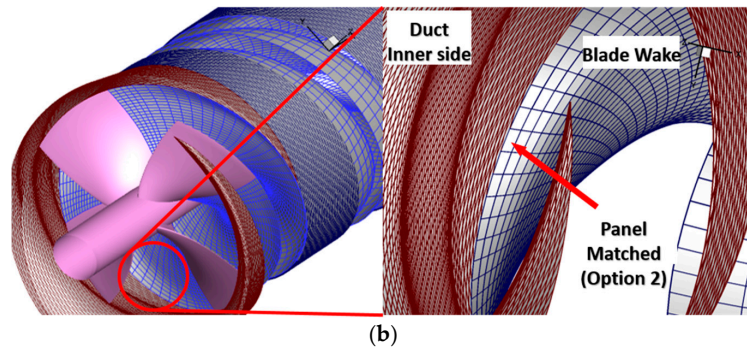 Duct
Inner side
Blade Wake
Panel
Matched
(Option 2)
(b)